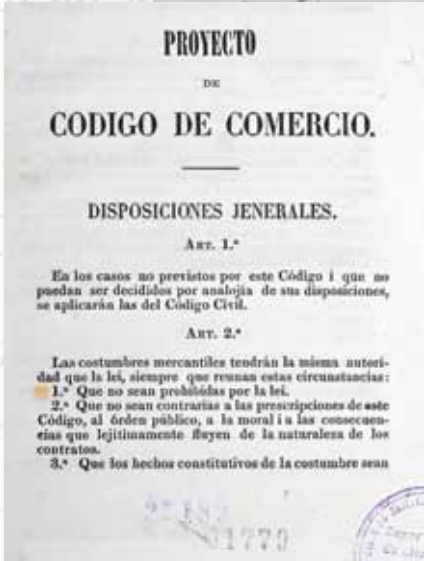 PROYECTO
DE
CODIGO DE COMERCIO.
DISPOSICIONES JENERALES.
ART. 1.º
En los casos no previstos por este Código i que no
puedan ser decididos por analojía de sus disposiciones,
se aplicarán las del Código Civil.
ART. 2.º
Las costumbres mercantiles tendrán la misma autori-
dad que la lei, siempre que reunan estas circunstancias:
1.ª Que no sean prohibidas por la lei.
2.ª Que no sean contrarias a las prescripciones de este
Código, al órden público, a la moral i a las consecuen-
cias que lejitimamente fluyen de la naturaleza de los
contratos.
3.ª Que los hechos constitutivos de la costumbre sean
1779